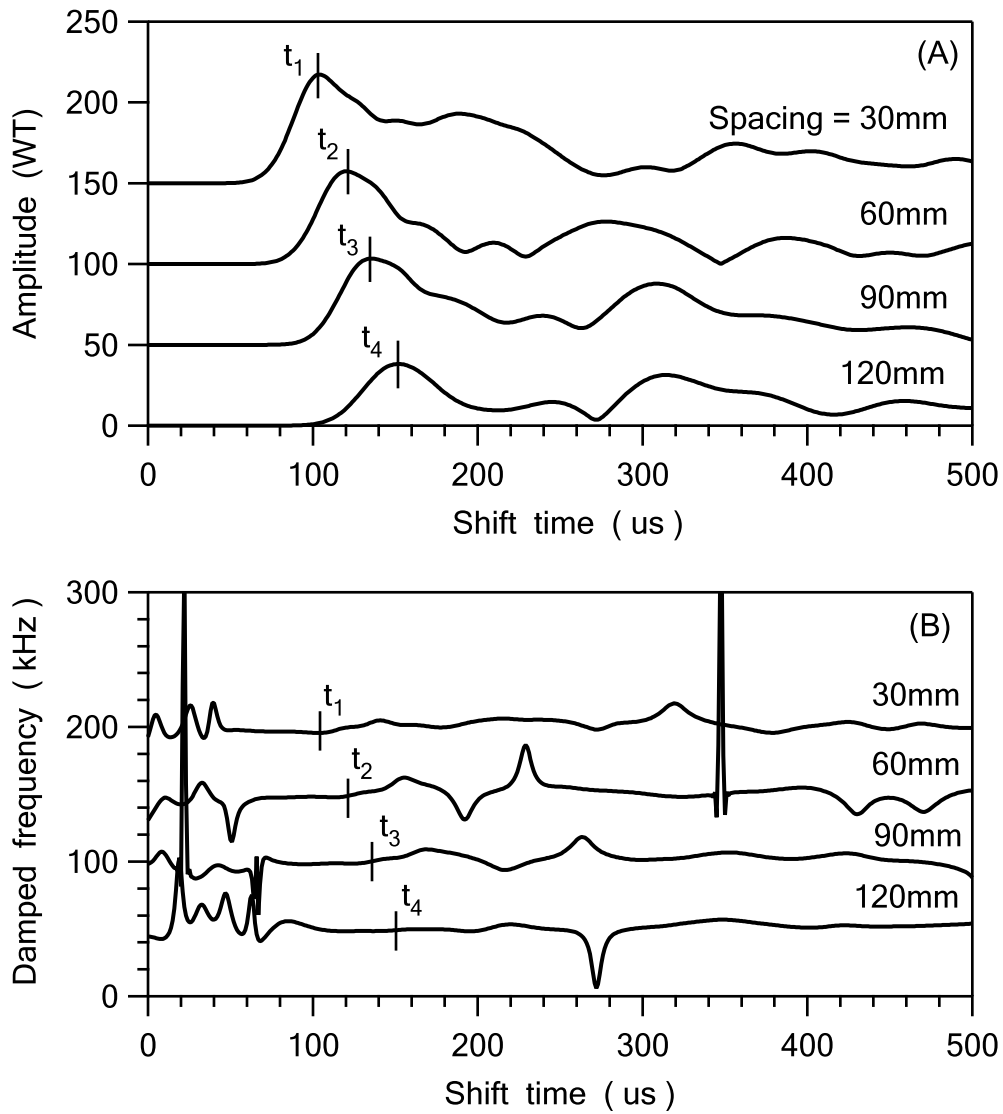 250
(A)
t1
200
Spacing = 30mm
t2
150
60mm
t3
100
90mm
t4
50
120mm
0
Amplitude (WT)
0 100 200 300 400 500
Shift time ( us )
300
(B)
30mm
t1
200
60mm
t2
90mm
t3
100
120mm
t4
0
Damped frequency ( kHz )
0 100 200 300 400 500
Shift time ( us )